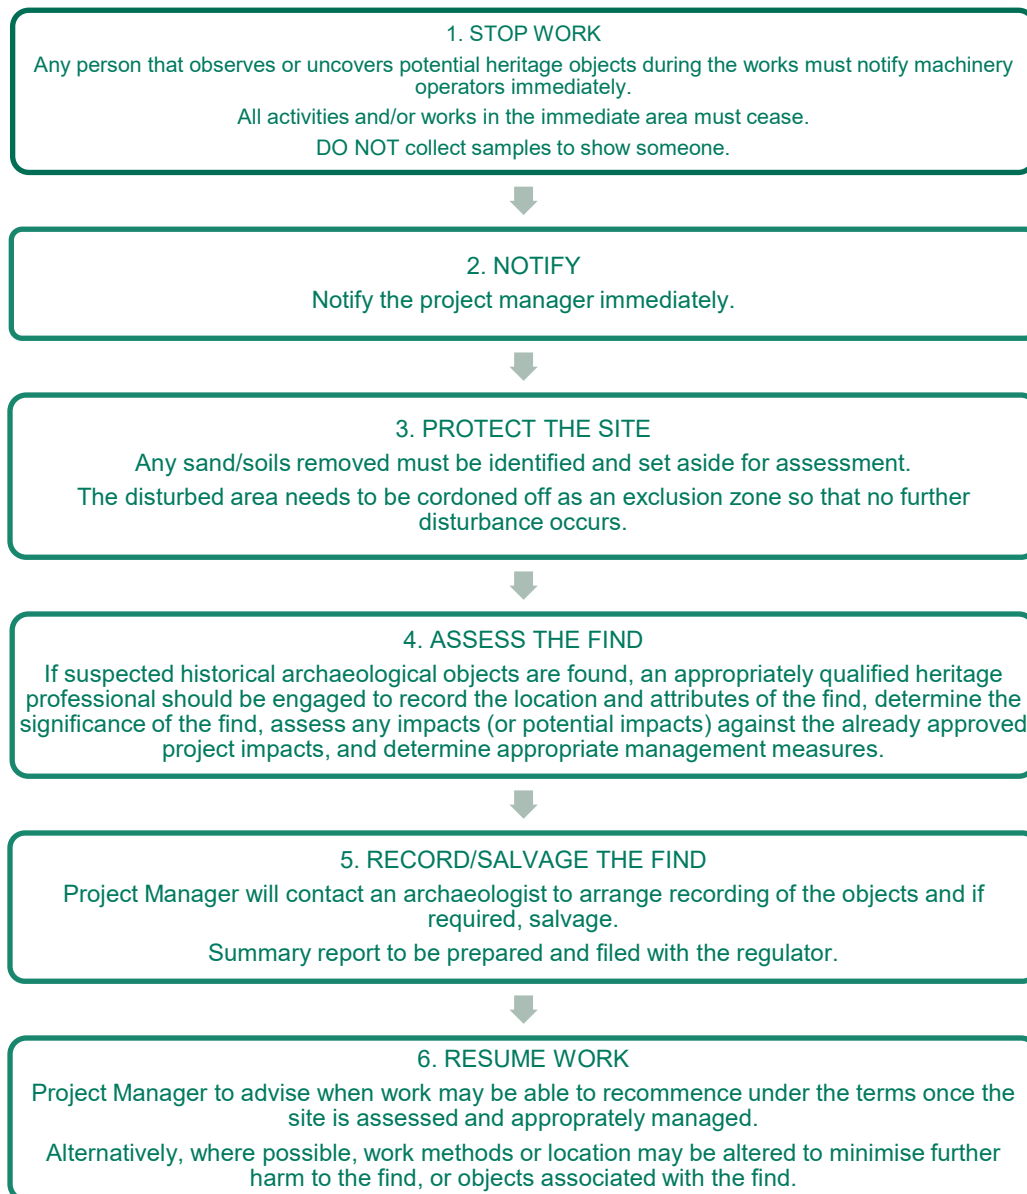 1. STOP WORK
Any person that observes or uncovers potential heritage objects during the works must notify machinery
operators immediately.
All activities and/or works in the immediate area must cease.
DO NOT collect samples to show someone.
2. NOTIFY
Notify the project manager immediately.
3. PROTECT THE SITE
Any sand/soils removed must be identified and set aside for assessment.
The disturbed area needs to be cordoned off as an exclusion zone so that no further
disturbance occurs.
4. ASSESS THE FIND
If suspected historical archaeological objects are found, an appropriately qualified heritage
professional should be engaged to record the location and attributes of the find, determine the
significance of the find, assess any impacts (or potential impacts) against the already approved
project impacts, and determine appropriate management measures.
5. RECORD/SALVAGE THE FIND
Project Manager will contact an archaeologist to arrange recording of the objects and if
required, salvage.
Summary report to be prepared and filed with the regulator.
6. RESUME WORK
Project Manager to advise when work may be able to recommence under the terms once the
site is assessed and approprately managed.
Alternatively, where possible, work methods or location may be altered to minimise further
harm to the find, or objects associated with the find.